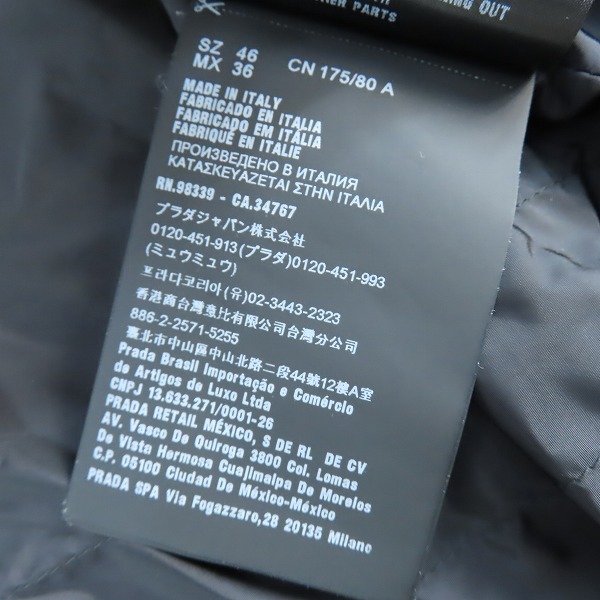 NG OUT
PARTS
SZ 46
MX 36
CN 175/80 A
MADE IN ITALY
FABRICADO EN ITALIA
FABRICADO EM ITÁLIA
FABRIQUÉ EN ITALIE
ПРОИЗВЕДЕНО В ИТАЛИЯ
ΚΑΤΑΣΚΕΥΑΖΕΤΑΙ ΣΤΗΝ ΙΤΑΛΙΑ
RN.98339 - CA.34767
プラダジャパン株式会社
0120-451-913(プラダ)0120-451-993
(ミュウミュウ)
프라다코리아(유)02-3443-2323
香港商台灣意比有限公司台灣分公司
886-2-2571-5255
臺北市中山區中山北路二段44號12樓A室
Prada Brasil Importação e Comércio
de Artigos de Luxo Ltda
CNPJ 13.633.271/0001-26
PRADA RETAIL MÉXICO, S DE RL DE CV
AV, Vasco De Quiroga 3800 Col. Lomas
De Vista Hermosa Cuajimalpa De Morelos
C.P. 05100 Ciudad De México-México
PRADA SPA Via Fogazzaro,28 20135 Milano